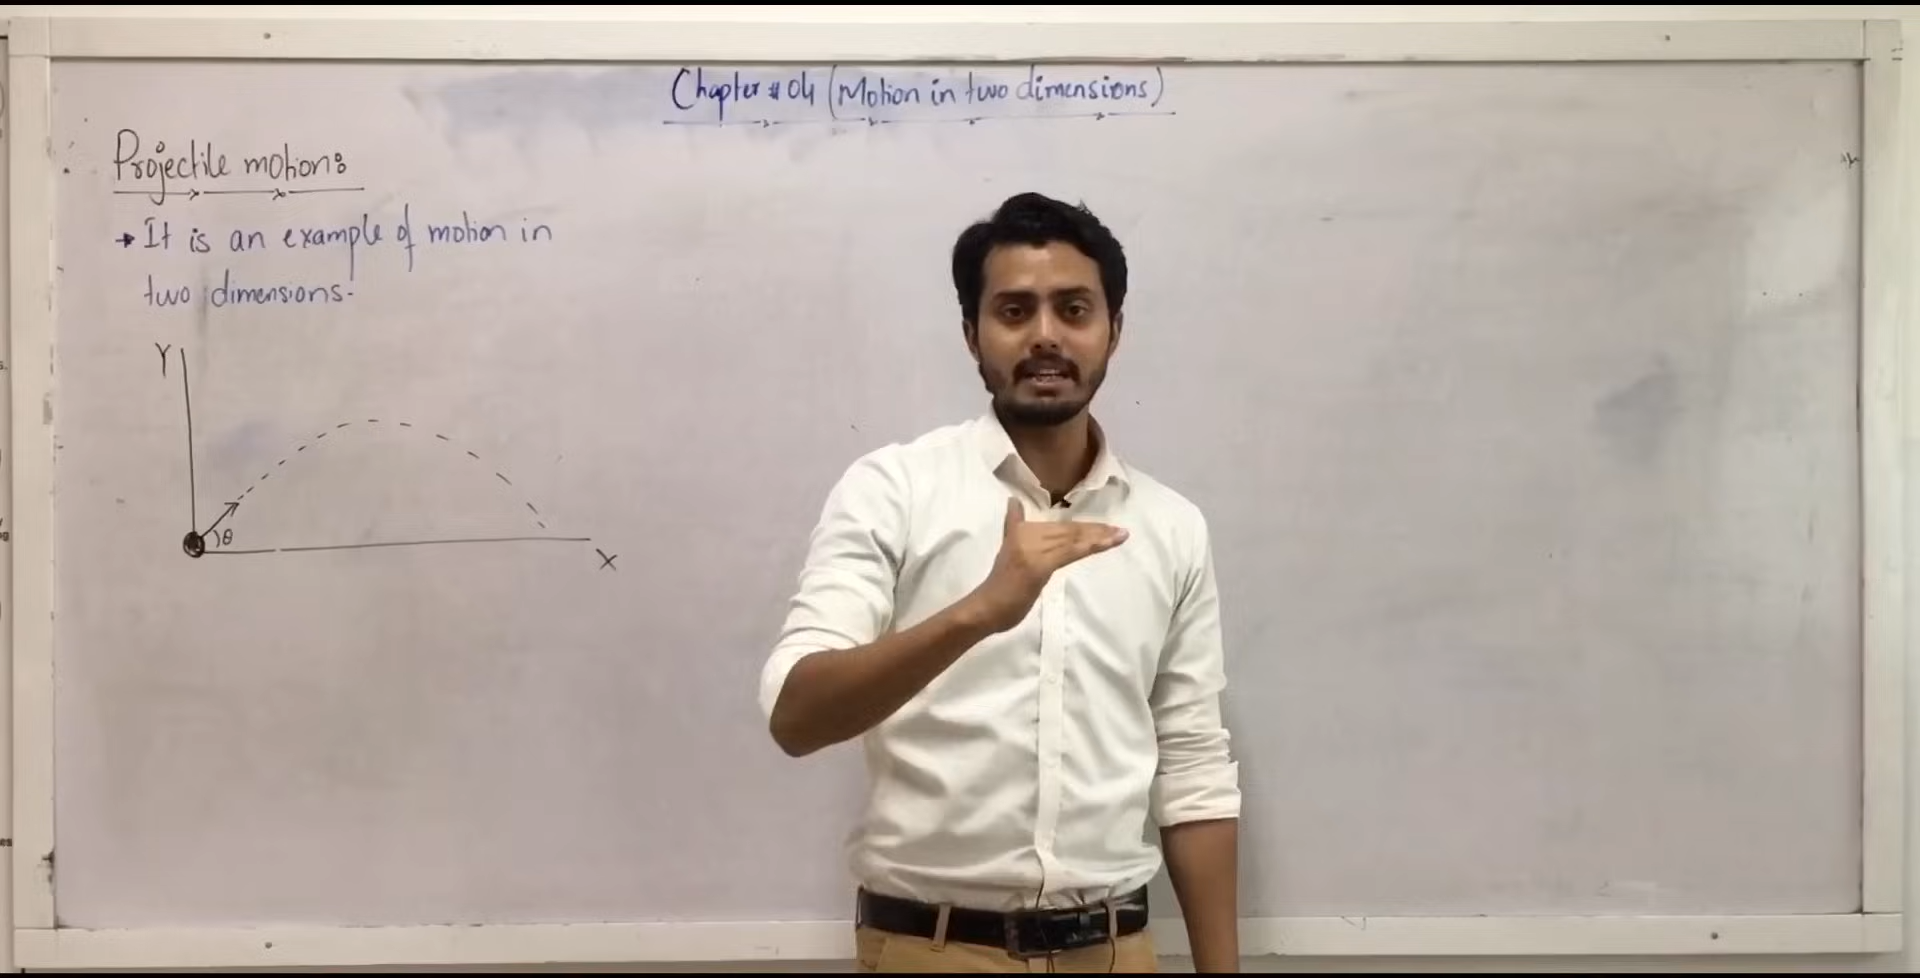 Chapter # 04 (Motion in two dimensions)
Projectile motion:
→ It is an example of motion in
two dimensions.
Y
θ
X